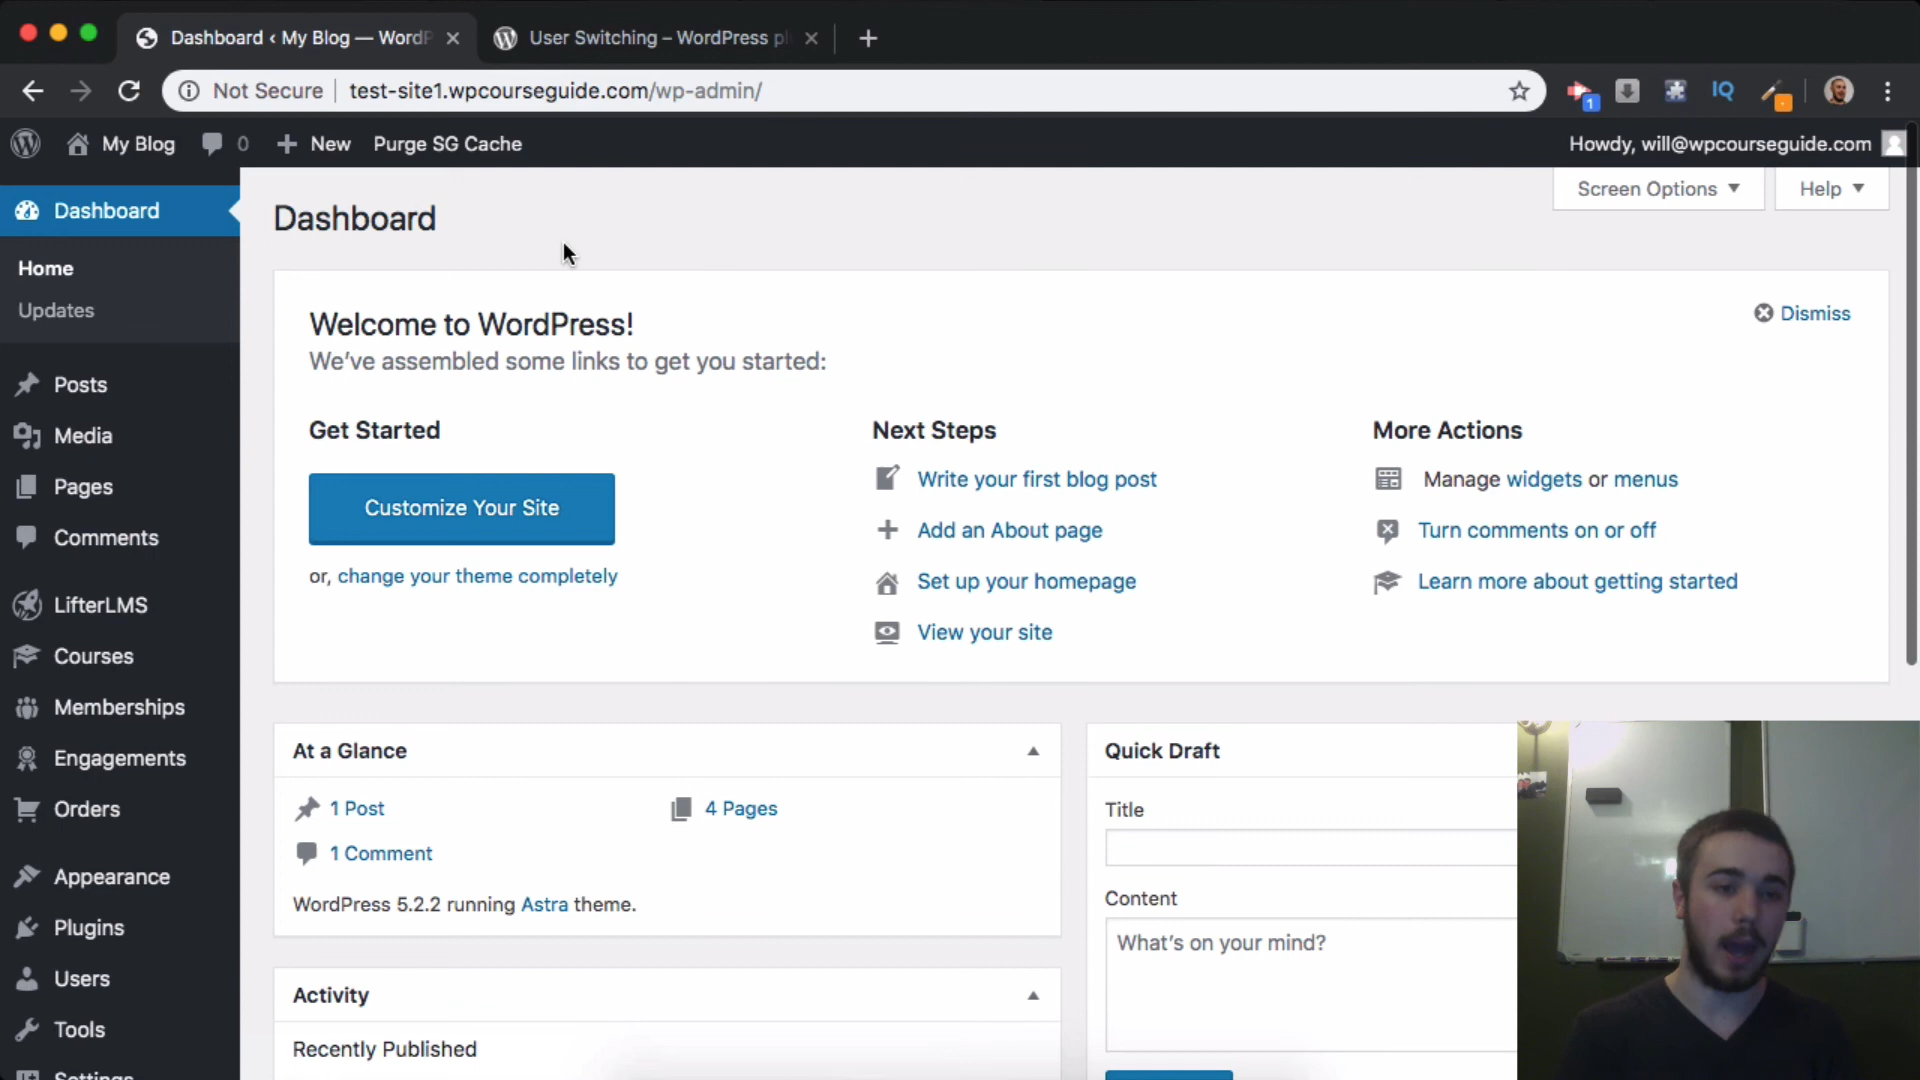 Dashboard ‹ My Blog — WordP
User Switching – WordPress pl
Not Secure
test-site1.wpcourseguide.com/wp-admin/
1
IQ
My Blog
0
New
Purge SG Cache
Howdy, will@wpcourseguide.com
Dashboard
Home
Updates
Posts
Media
Pages
Comments
LifterLMS
Courses
Memberships
Engagements
Orders
Appearance
Plugins
Users
Tools
Settings
Dashboard
Screen Options
Help
Welcome to WordPress!
We've assembled some links to get you started:
Dismiss
Get Started
Customize Your Site
or, change your theme completely
Next Steps
Write your first blog post
Add an About page
Set up your homepage
View your site
More Actions
Manage widgets or menus
Turn comments on or off
Learn more about getting started
At a Glance
1 Post
4 Pages
1 Comment
WordPress 5.2.2 running Astra theme.
Activity
Recently Published
Quick Draft
Title
Content
What's on your mind?